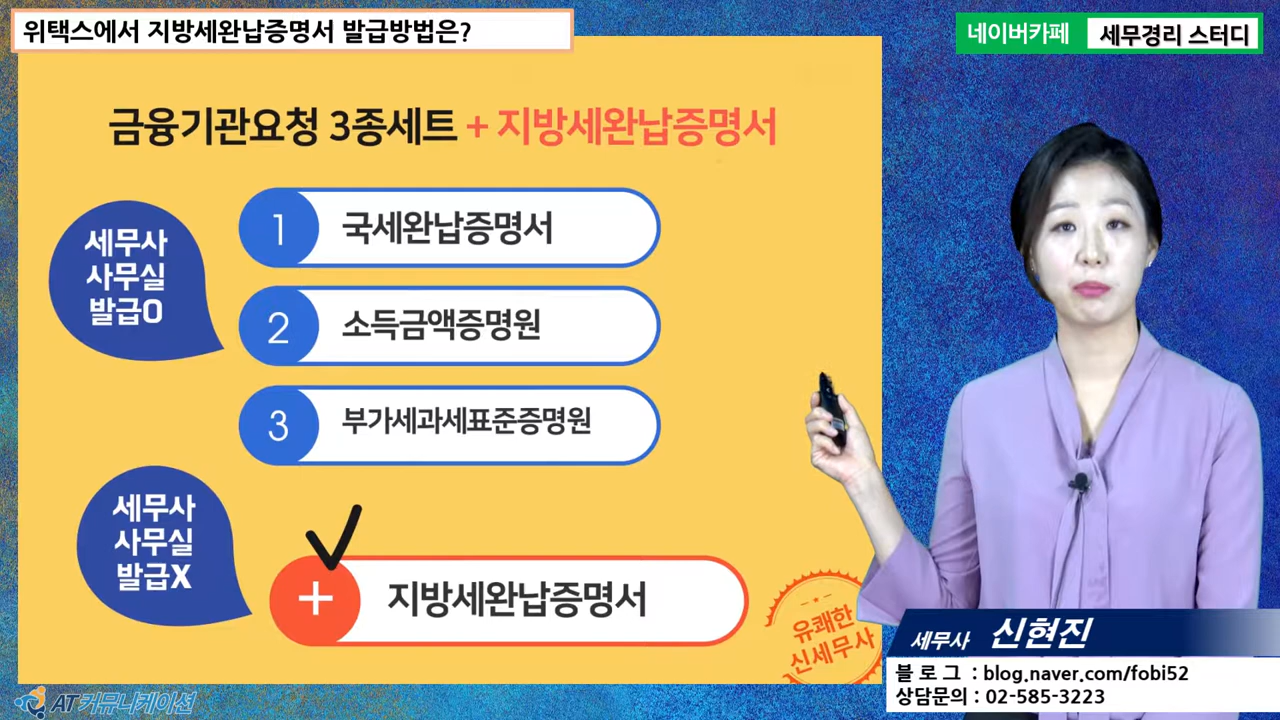 위택스에서 지방세완납증명서 발급방법은?
네이버카페 세무경리 스터디
금융기관요청 3종세트 + 지방세완납증명서
세무사
사무실
발급O
1 국세완납증명서
2 소득금액증명원
3 부가세과세표준증명원
세무사
사무실
발급X
+ 지방세완납증명서
유쾌한
신세무사
세무사 신현진
블로그 : blog.naver.com/fobi52
상담문의 : 02-585-3223
AT커뮤니케이션